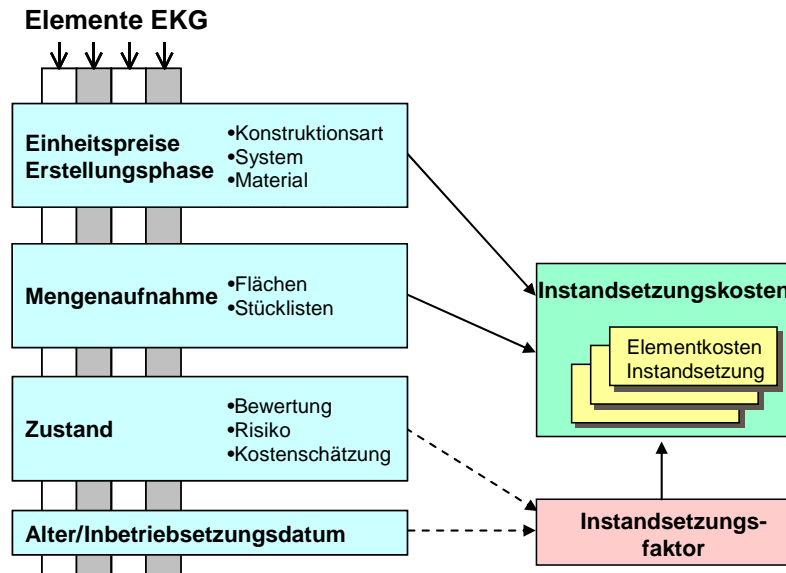 Elemente EKG
Einheitspreise
Erstellungsphase
•Konstruktionsart
•System
•Material
Mengenaufnahme
•Flächen
•Stücklisten
Instandsetzungskosten
Elementkosten
Instandsetzung
Zustand
•Bewertung
•Risiko
•Kostenschätzung
Alter/Inbetriebsetzungsdatum
Instandsetzungs-
faktor